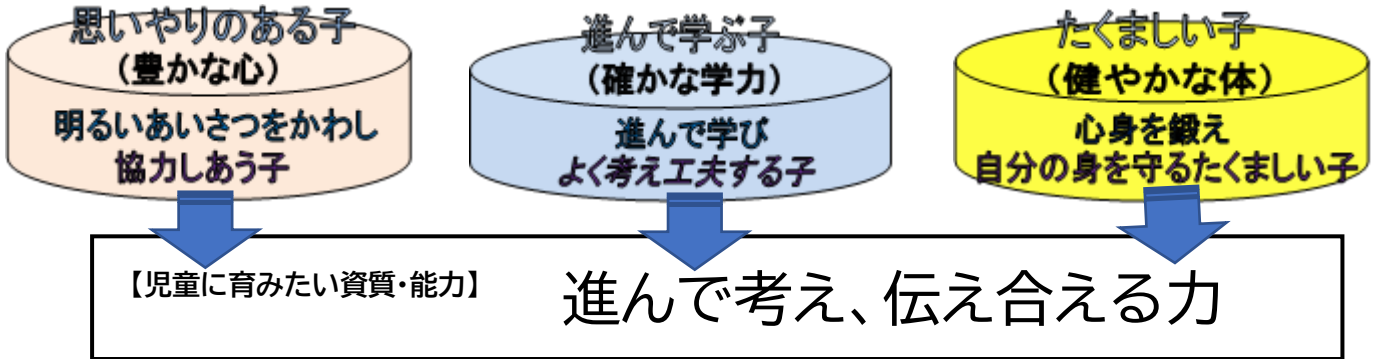 思いやりのある子
(豊かな心)
明るいあいさつをかわし
協力しあう子
進んで学ぶ子
(確かな学力)
進んで学び
よく考え工夫する子
たくましい子
(健やかな体)
心身を鍛え
自分の身を守るたくましい子
【児童に育みたい資質・能力】 進んで考え、伝え合える力